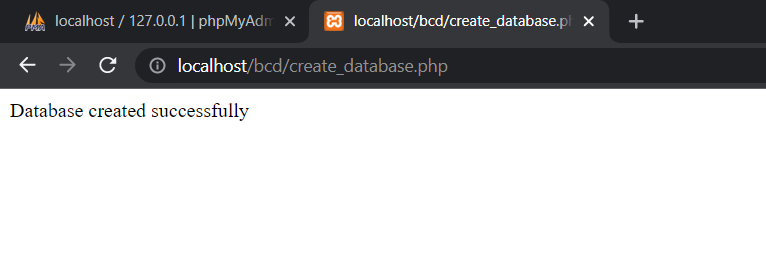 localhost / 127.0.0.1 | phpMyAdm
localhost/bcd/create_database.ph
localhost/bcd/create_database.php
Database created successfully